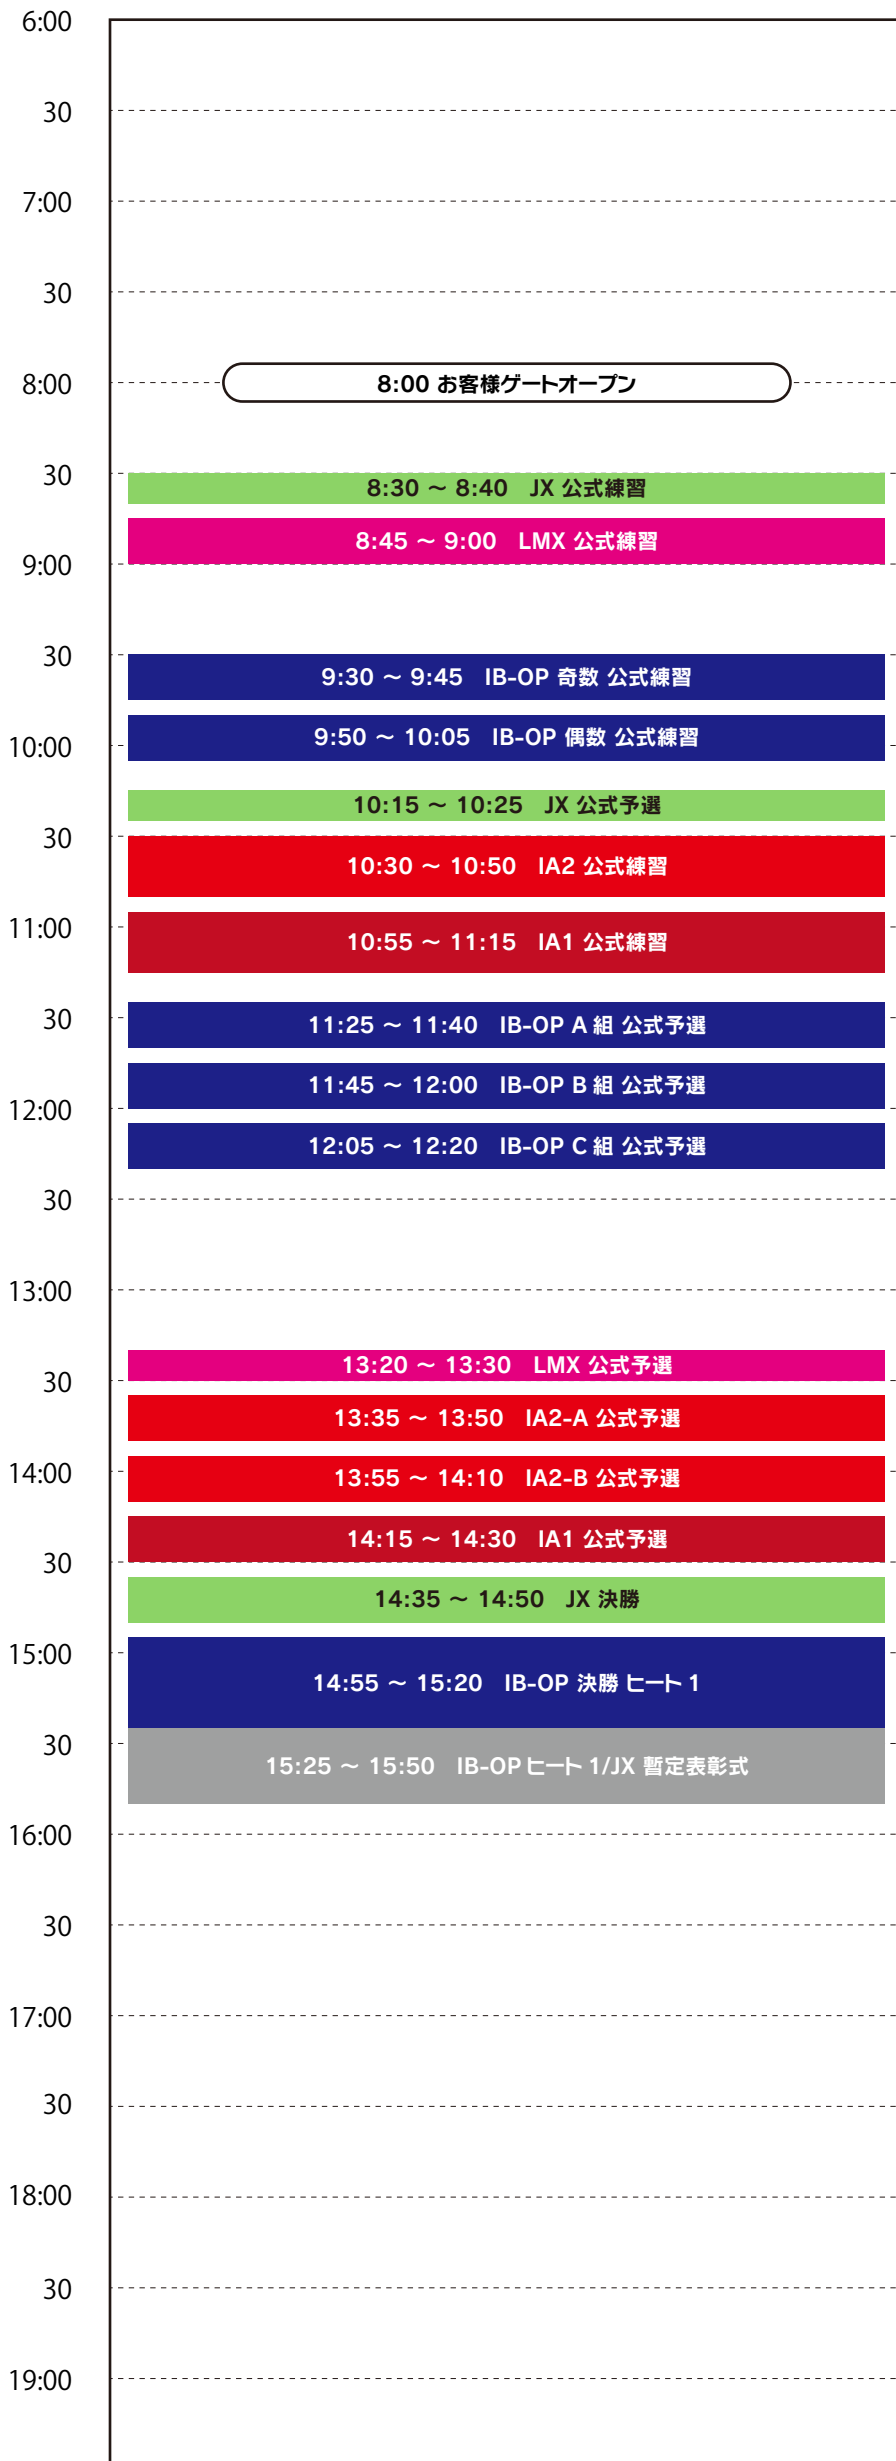 6:00
30
7:00
30
8:00
8:00 お客様ゲートオープン
30
8:30 ～ 8:40 JX 公式練習
8:45 ～ 9:00 LMX 公式練習
9:00
30
9:30 ～ 9:45 IB-OP 奇数 公式練習
9:50 ～ 10:05 IB-OP 偶数 公式練習
10:00
10:15 ～ 10:25 JX 公式予選
30
10:30 ～ 10:50 IA2 公式練習
11:00
10:55 ～ 11:15 IA1 公式練習
30
11:25 ～ 11:40 IB-OP A 組 公式予選
11:45 ～ 12:00 IB-OP B 組 公式予選
12:00
12:05 ～ 12:20 IB-OP C 組 公式予選
30
13:00
13:20 ～ 13:30 LMX 公式予選
30
13:35 ～ 13:50 IA2-A 公式予選
14:00
13:55 ～ 14:10 IA2-B 公式予選
14:15 ～ 14:30 IA1 公式予選
30
14:35 ～ 14:50 JX 決勝
15:00
14:55 ～ 15:20 IB-OP 決勝 ヒート 1
30
15:25 ～ 15:50 IB-OP ヒート 1/JX 暫定表彰式
16:00
30
17:00
30
18:00
30
19:00